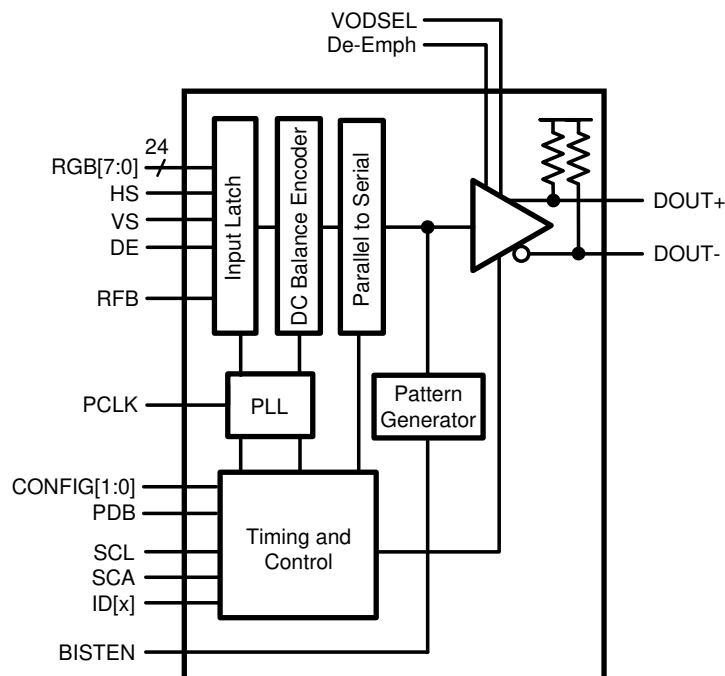 VODSEL
De-Emph
24
RGB[7:0]
HS
VS
DE
RFB
Input Latch
DC Balance Encoder
Parallel to Serial
DOUT+
DOUT-
PCLK
PLL
Pattern
Generator
CONFIG[1:0]
PDB
SCL
SCA
ID[x]
Timing and
Control
BISTEN